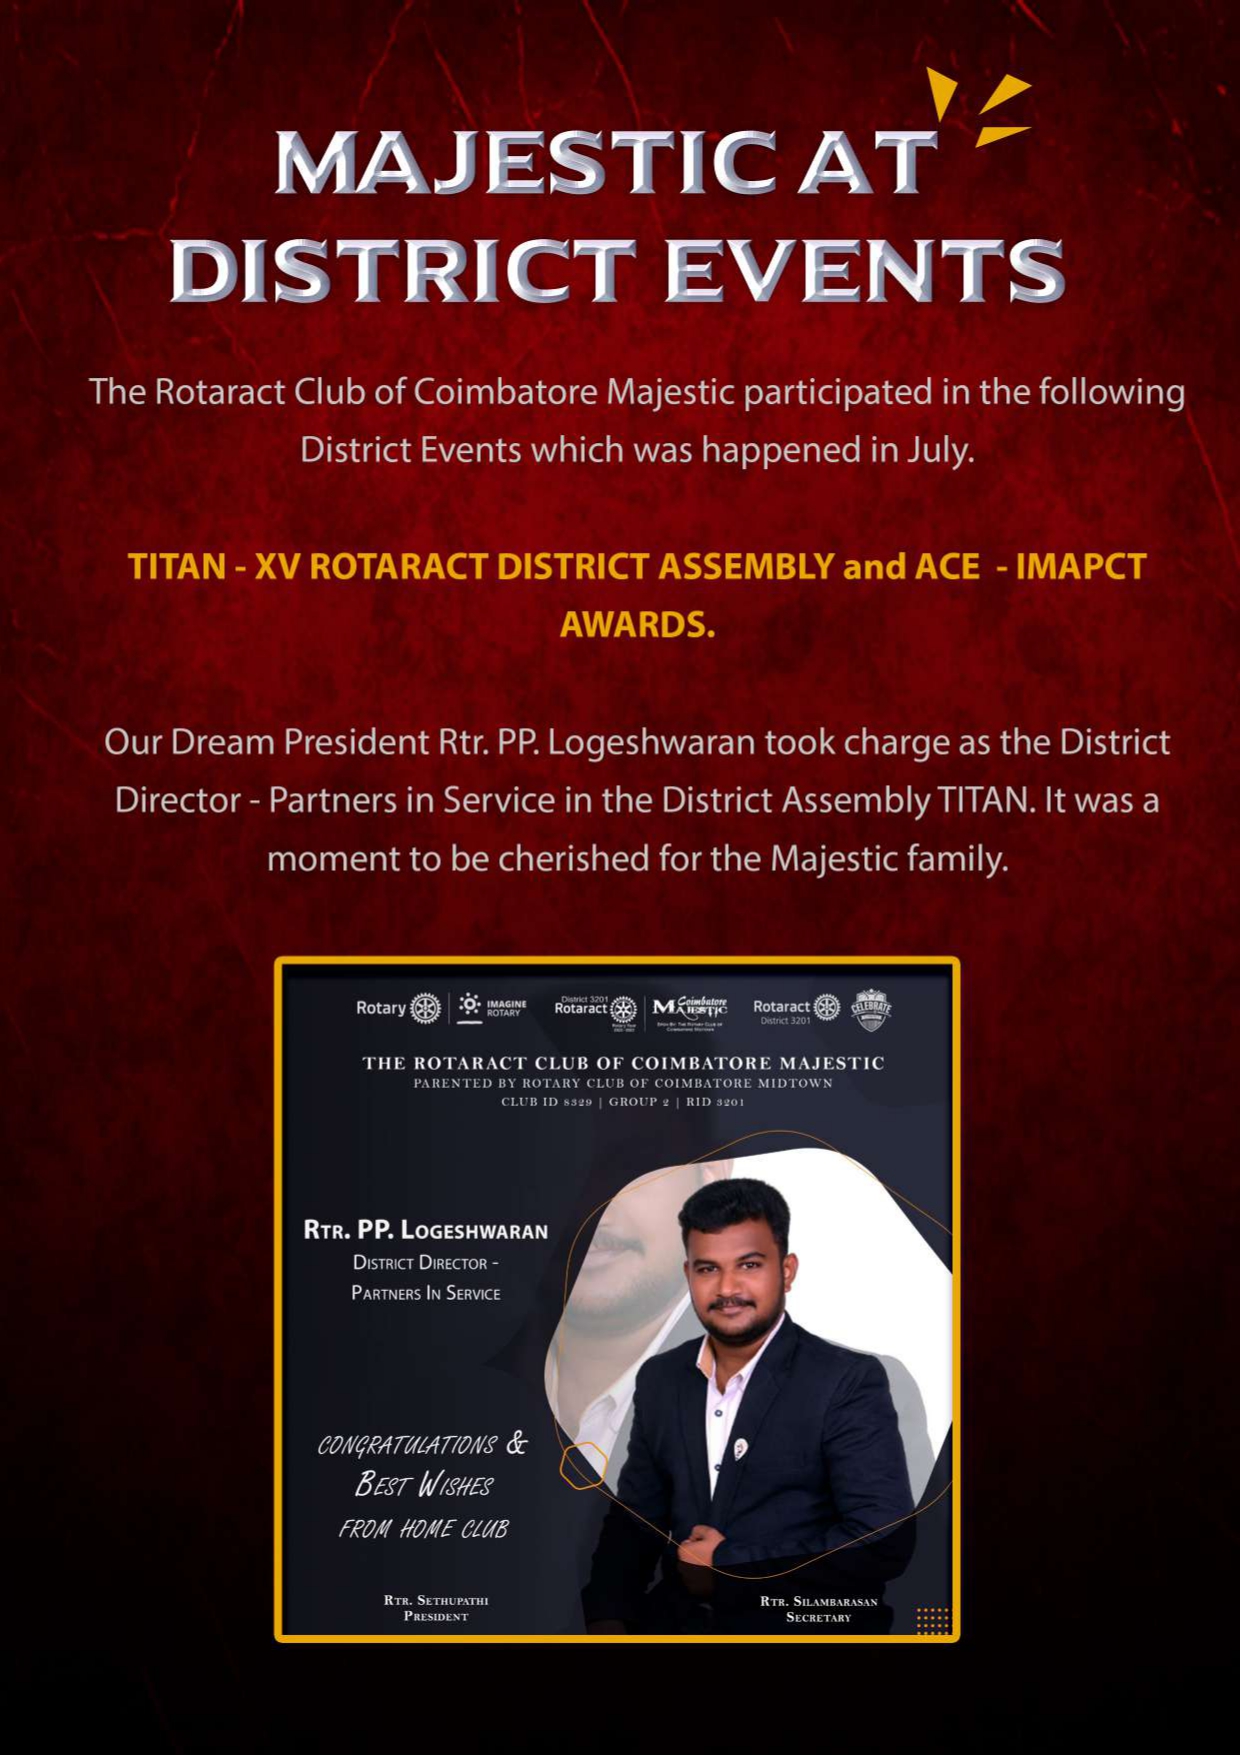 MAJESTIC AT
DISTRICT EVENTS
The Rotaract Club of Coimbatore Majestic participated in the following
District Events which was happened in July.
TITAN - XV ROTARACT DISTRICT ASSEMBLY and ACE - IMAPCT
AWARDS.
Our Dream President Rtr. PP. Logeshwaran took charge as the District
Director - Partners in Service in the District Assembly TITAN. It was a
moment to be cherished for the Majestic family.
Rotary
IMAGINE
ROTARY
District 3201
Rotaract
Coimbatore
MAJESTIC
Rotaract
District 3201
CELEBRATE
THE ROTARACT CLUB OF COIMBATORE MAJESTIC
PARENTED BY ROTARY CLUB OF COIMBATORE MIDTOWN
CLUB ID 8329 | GROUP 2 | RID 3201
RTR. PP. LOGESHWARAN
DISTRICT DIRECTOR -
PARTNERS IN SERVICE
CONGRATULATIONS &
BEST WISHES
FROM HOME CLUB
RTR. SETHUPATHI
PRESIDENT
RTR. SILAMBARASAN
SECRETARY